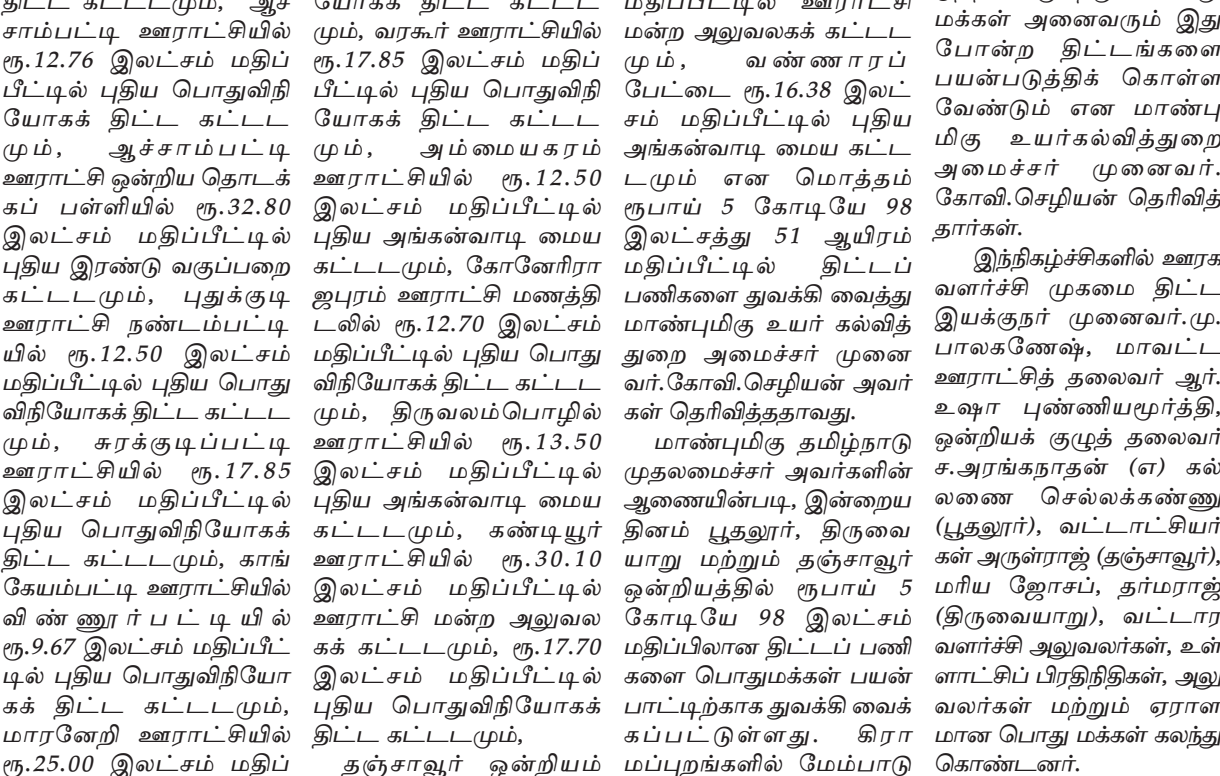 திட்ட கட்டடமும், ஆச்
சாம்பட்டி ஊராட்சியில்
ரூ.12.76 இலட்சம் மதிப்
பீட்டில் புதிய பொதுவிநி
யோகக் திட்ட கட்டட
மும், ஆச்சாம்பட்டி
ஊராட்சி ஒன்றிய தொடக்
கப் பள்ளியில் ரூ.32.80
இலட்சம் மதிப்பீட்டில்
புதிய இரண்டு வகுப்பறை
கட்டடமும், புதுக்குடி
ஊராட்சி நண்டம்பட்டி
யில் ரூ.12.50 இலட்சம்
மதிப்பீட்டில் புதிய பொது
விநியோகக் திட்ட கட்டட
மும், சுரக்குடிப்பட்டி
ஊராட்சியில் ரூ.17.85
இலட்சம் மதிப்பீட்டில்
புதிய பொதுவிநியோகக்
திட்ட கட்டடமும், காங்
கேயம்பட்டி ஊராட்சியில்
விண்ணூர்பட்டியில்
ரூ.9.67 இலட்சம் மதிப்பீட்
டில் புதிய பொதுவிநியோ
கக் திட்ட கட்டடமும்,
மாரனேறி ஊராட்சியில்
ரூ.25.00 இலட்சம் மதிப்
யோகக் திட்ட கட்டட
மும், வரகூர் ஊராட்சியில்
ரூ.17.85 இலட்சம் மதிப்
பீட்டில் புதிய பொதுவிநி
யோகக் திட்ட கட்டட
மும், அம்மையகரம்
ஊராட்சியில் ரூ.12.50
இலட்சம் மதிப்பீட்டில்
புதிய அங்கன்வாடி மைய
கட்டடமும், கோனேரிரா
ஜபுரம் ஊராட்சி மணத்தி
டலில் ரூ.12.70 இலட்சம்
மதிப்பீட்டில் புதிய பொது
விநியோகக் திட்ட கட்டட
மும், திருவலம்பொழில்
ஊராட்சியில் ரூ.13.50
இலட்சம் மதிப்பீட்டில்
புதிய அங்கன்வாடி மைய
கட்டடமும், கண்டியூர்
ஊராட்சியில் ரூ.30.10
இலட்சம் மதிப்பீட்டில்
ஊராட்சி மன்ற அலுவல
கக் கட்டடமும், ரூ.17.70
இலட்சம் மதிப்பீட்டில்
புதிய பொதுவிநியோகக்
திட்ட கட்டடமும்,
தஞ்சாவூர் ஒன்றியம்
மதிப்பீட்டில் ஊராட்சி
மன்ற அலுவலகக் கட்டட
மும், வண்ணாரப்
பேட்டை ரூ.16.38 இலட்
சம் மதிப்பீட்டில் புதிய
அங்கன்வாடி மைய கட்ட
டமும் என மொத்தம்
ரூபாய் 5 கோடியே 98
இலட்சத்து 51 ஆயிரம்
மதிப்பீட்டில் திட்டப்
பணிகளை துவக்கி வைத்து
மாண்புமிகு உயர் கல்வித்
துறை அமைச்சர் முனை
வர்.கோவி.செழியன் அவர்
கள் தெரிவித்ததாவது.
மாண்புமிகு தமிழ்நாடு
முதலமைச்சர் அவர்களின்
ஆணையின்படி, இன்றைய
தினம் பூதலூர், திருவை
யாறு மற்றும் தஞ்சாவூர்
ஒன்றியத்தில் ரூபாய் 5
கோடியே 98 இலட்சம்
மதிப்பிலான திட்டப் பணி
களை பொதுமக்கள் பயன்
பாட்டிற்காக துவக்கி வைக்
கப்பட்டுள்ளது. கிரா
மப்புறங்களில் மேம்பாடு
மக்கள் அனைவரும் இது
போன்ற திட்டங்களை
பயன்படுத்திக் கொள்ள
வேண்டும் என மாண்பு
மிகு உயர்கல்வித்துறை
அமைச்சர் முனைவர்.
கோவி.செழியன் தெரிவித்
தார்கள்.
இந்நிகழ்ச்சிகளில் ஊரக
வளர்ச்சி முகமை திட்ட
இயக்குநர் முனைவர்.மு.
பாலகணேஷ், மாவட்ட
ஊராட்சித் தலைவர் ஆர்.
உஷா புண்ணியமூர்த்தி,
ஒன்றியக் குழுத் தலைவர்
ச.அரங்கநாதன் (எ) கல்
லணை செல்லக்கண்ணு
(பூதலூர்), வட்டாட்சியர்
கள் அருள்ராஜ் (தஞ்சாவூர்),
மரிய ஜோசப், தர்மராஜ்
(திருவையாறு), வட்டார
வளர்ச்சி அலுவலர்கள், உள்
ளாட்சிப் பிரதிநிதிகள், அலு
வலர்கள் மற்றும் ஏராள
மான பொது மக்கள் கலந்து
கொண்டனர்.